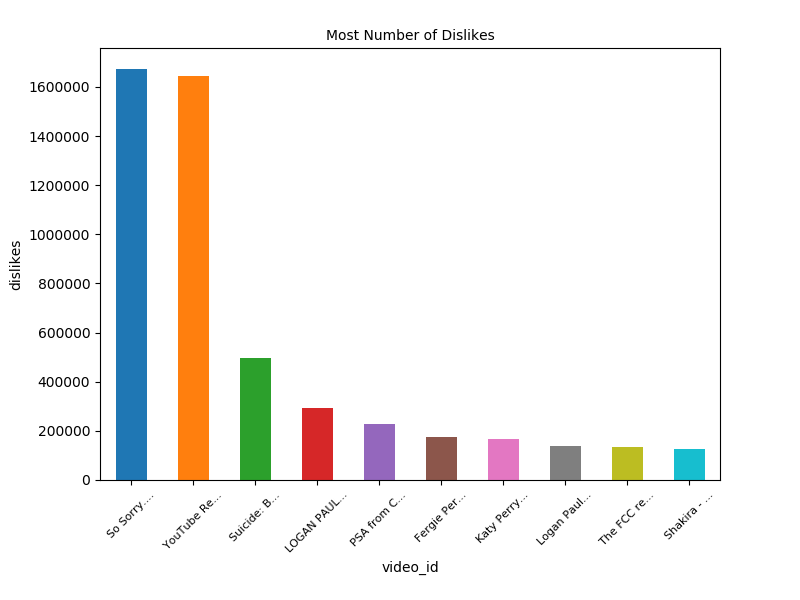 Most Number of Dislikes
dislikes
1600000
1400000
1200000
1000000
800000
600000
400000
200000
0
So Sorry....
YouTube Re...
Suicide: B...
LOGAN PAUL...
PSA from C...
Fergie Per...
Katy Perry...
Logan Paul...
The FCC re...
Shakira - ...
video_id